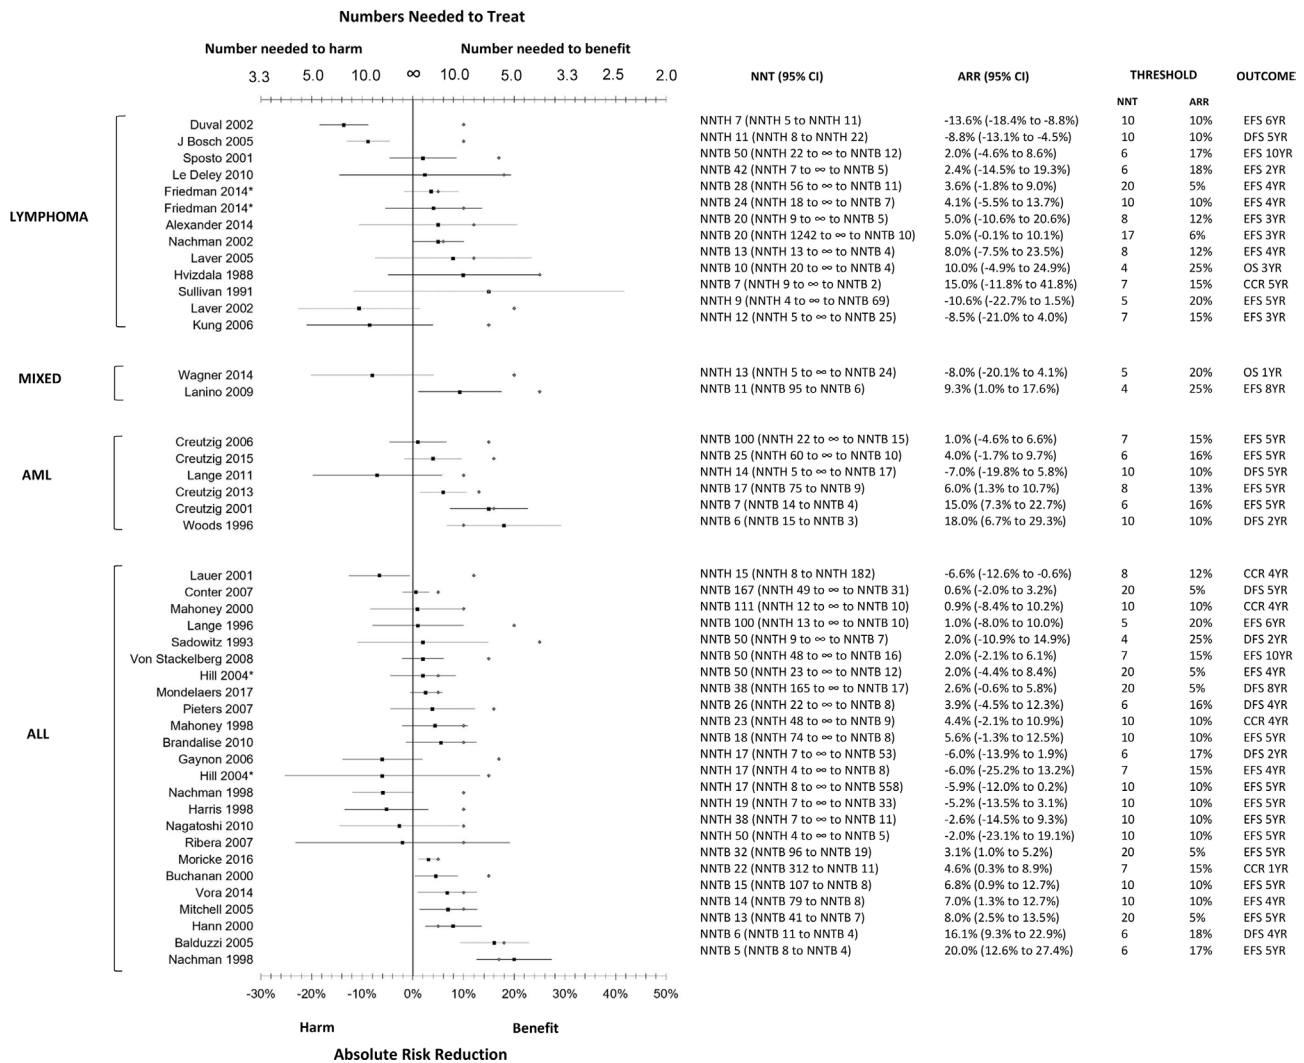 Numbers Needed to Treat
Number needed to harm Number needed to benefit
3.3 5.0 10.0 ∞ 10.0 5.0 3.3 2.5 2.0
NNT (95% CI) ARR (95% CI) THRESHOLD OUTCOME
NNT ARR
LYMPHOMA
Duval 2002 NNTH 7 (NNTH 5 to NNTH 11) -13.6% (-18.4% to -8.8%) 10 10% EFS 6YR
J Bosch 2005 NNTH 11 (NNTH 8 to NNTH 22) -8.8% (-13.1% to -4.5%) 10 10% DFS 5YR
Sposto 2001 NNTB 50 (NNTH 22 to ∞ to NNTB 12) 2.0% (-4.6% to 8.6%) 6 17% EFS 10YR
Le Deley 2010 NNTB 42 (NNTH 7 to ∞ to NNTB 5) 2.4% (-14.5% to 19.3%) 6 18% EFS 2YR
Friedman 2014* NNTB 28 (NNTH 56 to ∞ to NNTB 11) 3.6% (-1.8% to 9.0%) 20 5% EFS 4YR
Friedman 2014* NNTB 24 (NNTH 18 to ∞ to NNTB 7) 4.1% (-5.5% to 13.7%) 10 10% EFS 4YR
Alexander 2014 NNTB 20 (NNTH 9 to ∞ to NNTB 5) 5.0% (-10.6% to 20.6%) 8 12% EFS 3YR
Nachman 2002 NNTB 20 (NNTH 1242 to ∞ to NNTB 10) 5.0% (-0.1% to 10.1%) 17 6% EFS 3YR
Laver 2005 NNTB 13 (NNTH 13 to ∞ to NNTB 4) 8.0% (-7.5% to 23.5%) 8 12% EFS 4YR
Hvizdala 1988 NNTB 10 (NNTH 20 to ∞ to NNTB 4) 10.0% (-4.9% to 24.9%) 4 25% OS 3YR
Sullivan 1991 NNTB 7 (NNTH 9 to ∞ to NNTB 2) 15.0% (-11.8% to 41.8%) 7 15% CCR 5YR
Laver 2002 NNTH 9 (NNTH 4 to ∞ to NNTB 69) -10.6% (-22.7% to 1.5%) 5 20% EFS 5YR
Kung 2006 NNTH 12 (NNTH 5 to ∞ to NNTB 25) -8.5% (-21.0% to 4.0%) 7 15% EFS 3YR
MIXED
Wagner 2014 NNTH 13 (NNTH 5 to ∞ to NNTB 24) -8.0% (-20.1% to 4.1%) 5 20% OS 1YR
Lanino 2009 NNTB 11 (NNTB 95 to NNTB 6) 9.3% (1.0% to 17.6%) 4 25% EFS 8YR
AML
Creutzig 2006 NNTB 100 (NNTH 22 to ∞ to NNTB 15) 1.0% (-4.6% to 6.6%) 7 15% EFS 5YR
Creutzig 2015 NNTB 25 (NNTH 60 to ∞ to NNTB 10) 4.0% (-1.7% to 9.7%) 6 16% EFS 5YR
Lange 2011 NNTH 14 (NNTH 5 to ∞ to NNTB 17) -7.0% (-19.8% to 5.8%) 10 10% DFS 5YR
Creutzig 2013 NNTB 17 (NNTB 75 to NNTB 9) 6.0% (1.3% to 10.7%) 8 13% EFS 5YR
Creutzig 2001 NNTB 7 (NNTB 14 to NNTB 4) 15.0% (7.3% to 22.7%) 6 16% EFS 5YR
Woods 1996 NNTB 6 (NNTB 15 to NNTB 3) 18.0% (6.7% to 29.3%) 10 10% DFS 2YR
ALL
Lauer 2001 NNTH 15 (NNTH 8 to NNTH 182) -6.6% (-12.6% to -0.6%) 8 12% CCR 4YR
Conter 2007 NNTB 167 (NNTH 49 to ∞ to NNTB 31) 0.6% (-2.0% to 3.2%) 20 5% DFS 5YR
Mahoney 2000 NNTB 111 (NNTH 12 to ∞ to NNTB 10) 0.9% (-8.4% to 10.2%) 10 10% CCR 4YR
Lange 1996 NNTB 100 (NNTH 13 to ∞ to NNTB 10) 1.0% (-8.0% to 10.0%) 5 20% EFS 6YR
Sadowitz 1993 NNTB 50 (NNTH 9 to ∞ to NNTB 7) 2.0% (-10.9% to 14.9%) 4 25% DFS 2YR
Von Stackelberg 2008 NNTB 50 (NNTH 48 to ∞ to NNTB 16) 2.0% (-2.1% to 6.1%) 7 15% EFS 10YR
Hill 2004* NNTB 50 (NNTH 23 to ∞ to NNTB 12) 2.0% (-4.4% to 8.4%) 20 5% EFS 4YR
Mondelaers 2017 NNTB 38 (NNTH 165 to ∞ to NNTB 17) 2.6% (-0.6% to 5.8%) 20 5% DFS 8YR
Pieters 2007 NNTB 26 (NNTH 22 to ∞ to NNTB 8) 3.9% (-4.5% to 12.3%) 6 16% DFS 4YR
Mahoney 1998 NNTB 23 (NNTH 48 to ∞ to NNTB 9) 4.4% (-2.1% to 10.9%) 10 10% CCR 4YR
Brandalise 2010 NNTB 18 (NNTH 74 to ∞ to NNTB 8) 5.6% (-1.3% to 12.5%) 10 10% EFS 5YR
Gaynon 2006 NNTH 17 (NNTH 7 to ∞ to NNTB 53) -6.0% (-13.9% to 1.9%) 6 17% DFS 2YR
Hill 2004* NNTH 17 (NNTH 4 to ∞ to NNTB 8) -6.0% (-25.2% to 13.2%) 7 15% EFS 4YR
Nachman 1998 NNTH 17 (NNTH 8 to ∞ to NNTB 558) -5.9% (-12.0% to 0.2%) 10 10% EFS 5YR
Harris 1998 NNTH 19 (NNTH 7 to ∞ to NNTB 33) -5.2% (-13.5% to 3.1%) 10 10% EFS 5YR
Nagatoshi 2010 NNTH 38 (NNTH 7 to ∞ to NNTB 11) -2.6% (-14.5% to 9.3%) 10 10% EFS 5YR
Ribera 2007 NNTH 50 (NNTH 4 to ∞ to NNTB 5) -2.0% (-23.1% to 19.1%) 10 10% EFS 5YR
Moricke 2016 NNTB 32 (NNTB 96 to NNTB 19) 3.1% (1.0% to 5.2%) 20 5% EFS 5YR
Buchanan 2000 NNTB 22 (NNTB 312 to NNTB 11) 4.6% (0.3% to 8.9%) 7 15% CCR 1YR
Vora 2014 NNTB 15 (NNTB 107 to NNTB 8) 6.8% (0.9% to 12.7%) 10 10% EFS 5YR
Mitchell 2005 NNTB 14 (NNTB 79 to NNTB 8) 7.0% (1.3% to 12.7%) 10 10% EFS 4YR
Hann 2000 NNTB 13 (NNTB 41 to NNTB 7) 8.0% (2.5% to 13.5%) 20 5% EFS 5YR
Balduzzi 2005 NNTB 6 (NNTB 11 to NNTB 4) 16.1% (9.3% to 22.9%) 6 18% DFS 4YR
Nachman 1998 NNTB 5 (NNTB 8 to NNTB 4) 20.0% (12.6% to 27.4%) 6 17% EFS 5YR
-30% -20% -10% 0% 10% 20% 30% 40% 50%
Harm Benefit
Absolute Risk Reduction